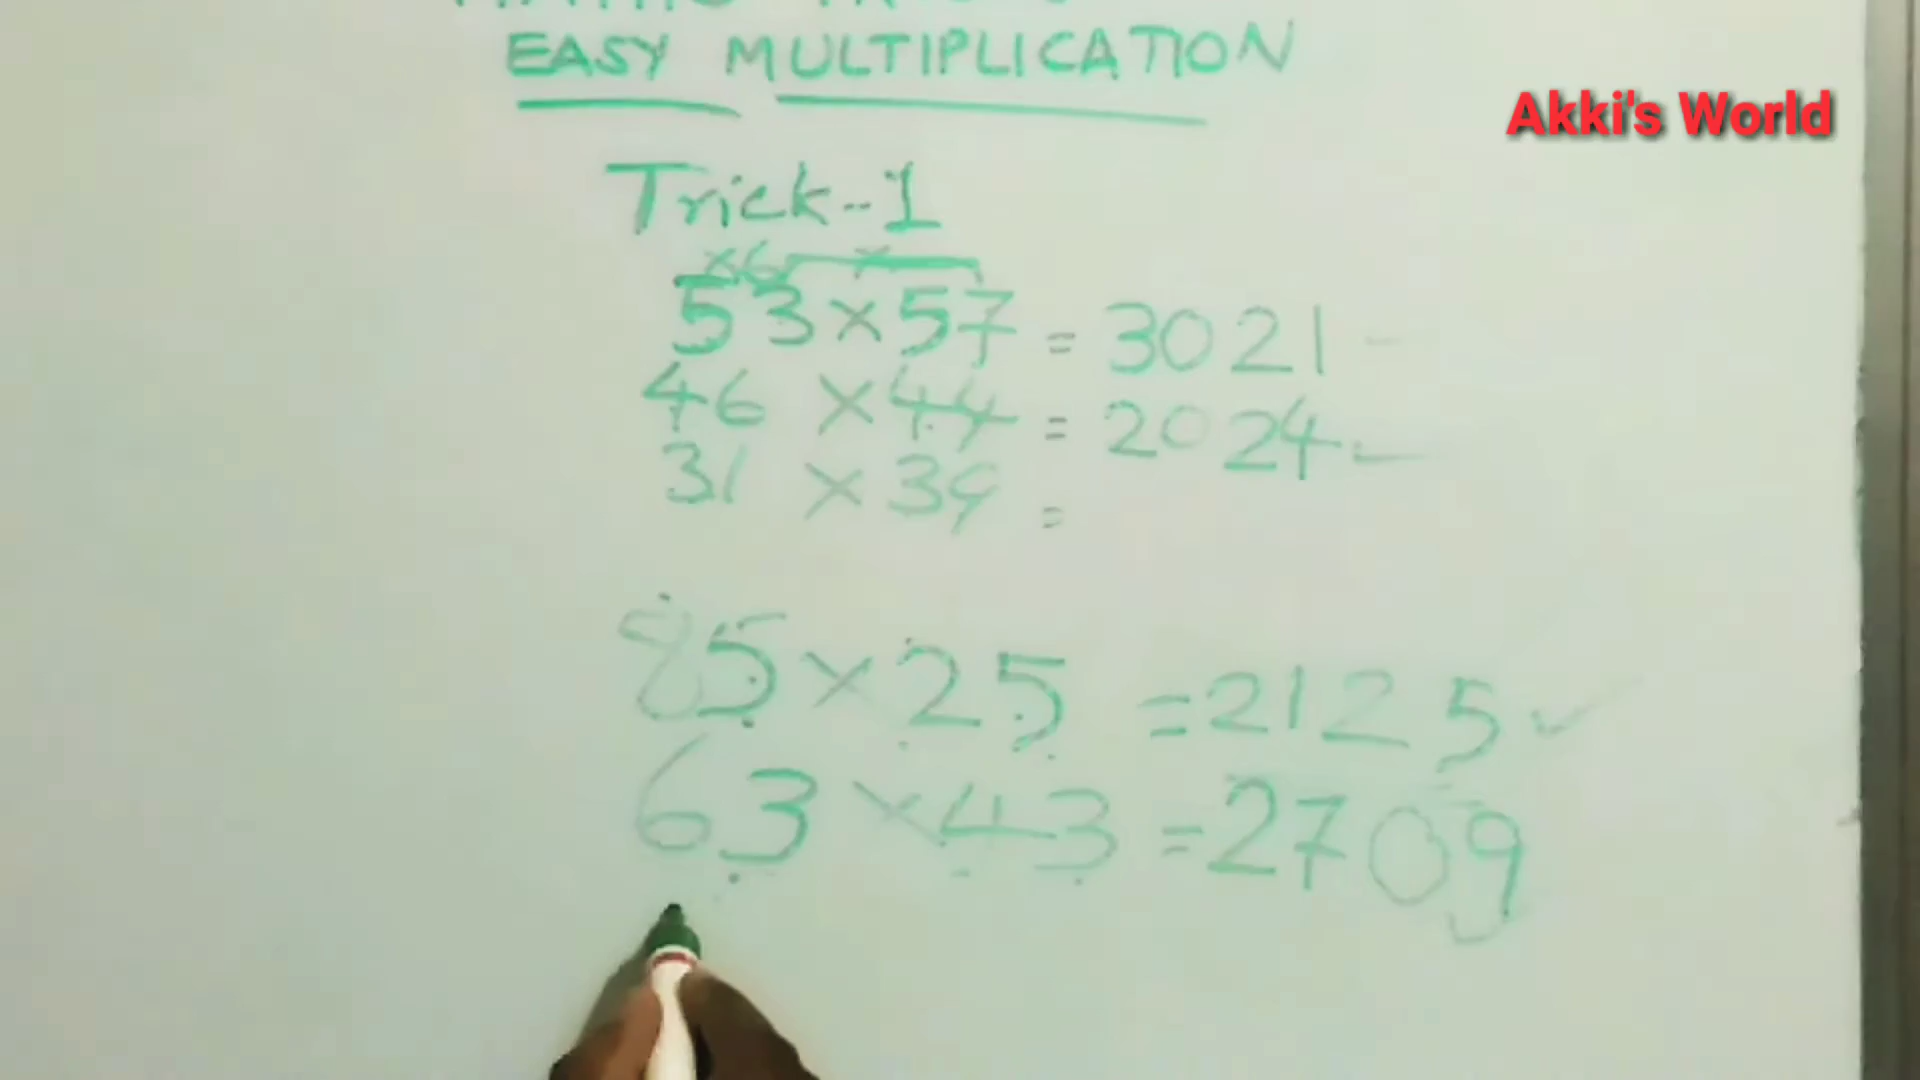 EASY MULTIPLICATION
Akki's World
Trick-1
×6 ×
53×57 = 3021
46 ×44 = 2024
31 ×39 =
85×25 =2125
63 ×43 =2709